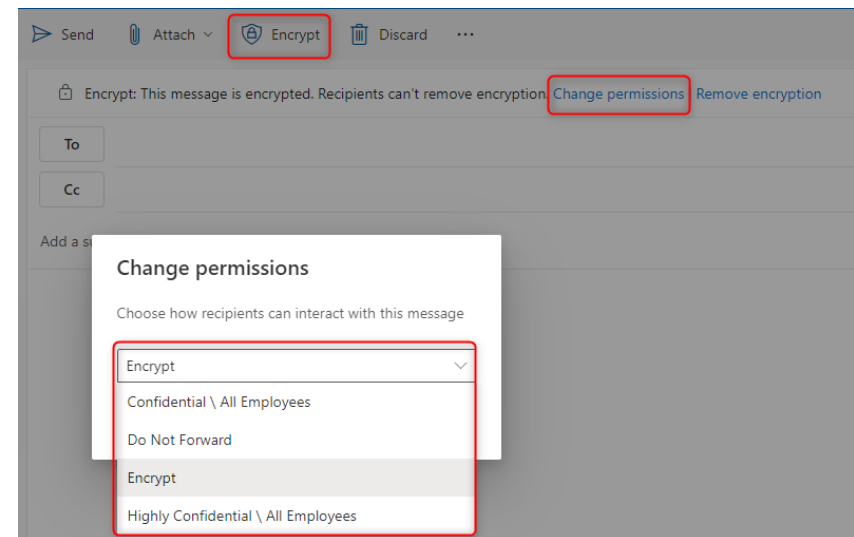 Send Attach Encrypt Discard ...
Encrypt: This message is encrypted. Recipients can't remove encryption. Change permissions Remove encryption
To
Cc
Add a
Change permissions
Choose how recipients can interact with this message
Encrypt
Confidential \ All Employees
Do Not Forward
Encrypt
Highly Confidential \ All Employees